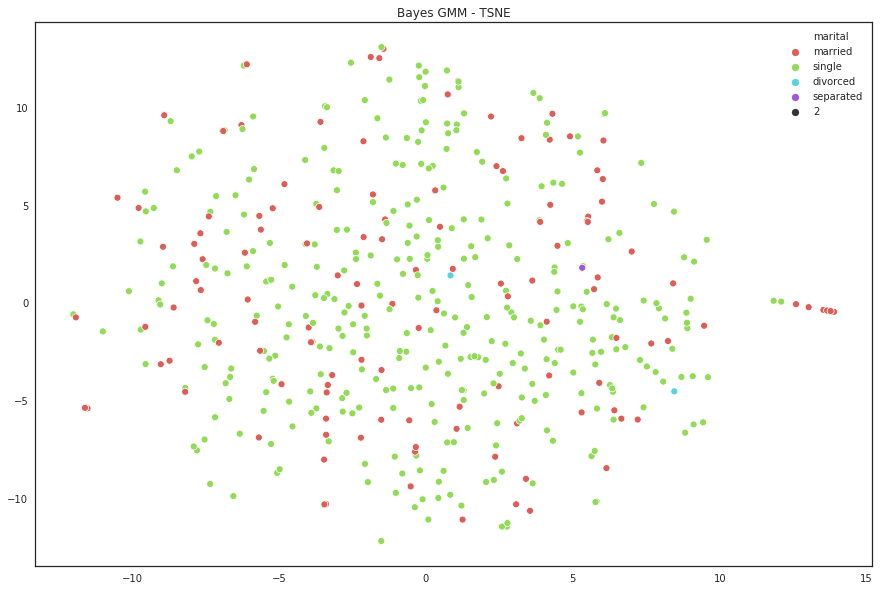 Bayes GMM - TSNE
marital
married
single
divorced
separated
2
10
5
0
−5
−10
−10
−5
0
5
10
15